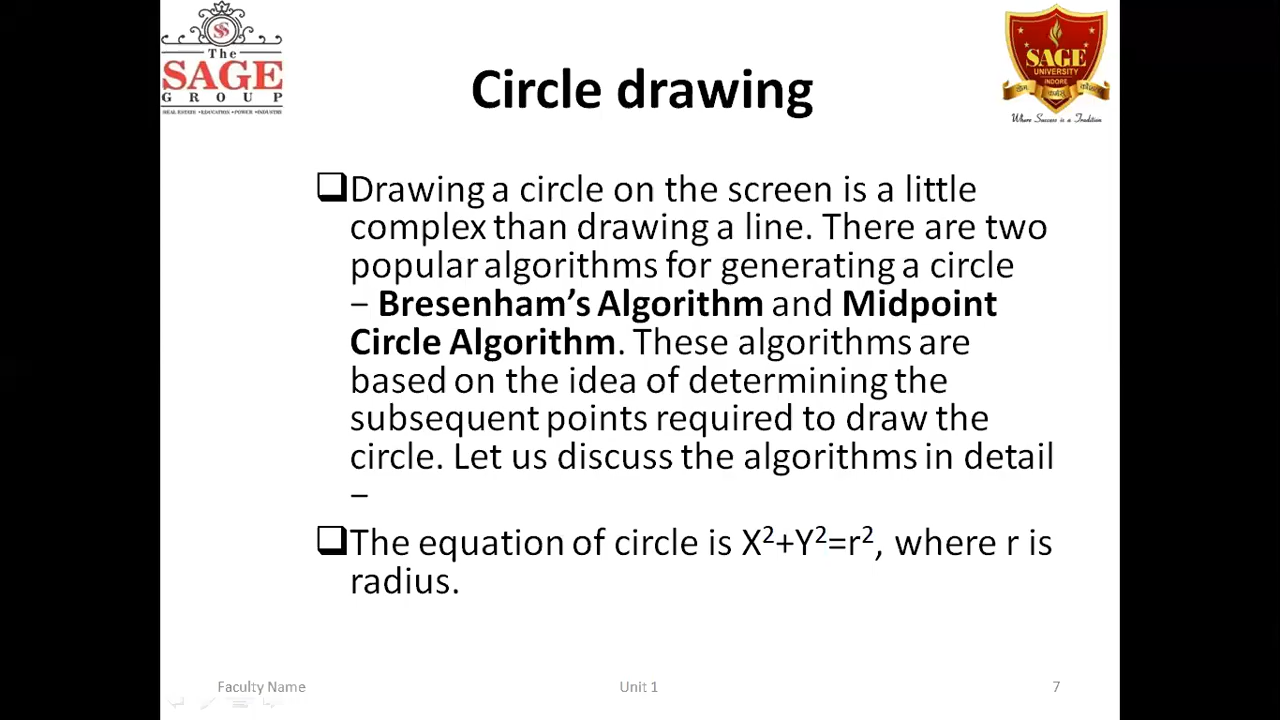 The
SAGE
GROUP
REAL ESTATE • EDUCATION • POWER • INDUSTRY
SAGE
UNIVERSITY
INDORE
Where Success is a Tradition
Circle drawing
Drawing a circle on the screen is a little
complex than drawing a line. There are two
popular algorithms for generating a circle
− Bresenham’s Algorithm and Midpoint
Circle Algorithm. These algorithms are
based on the idea of determining the
subsequent points required to draw the
circle. Let us discuss the algorithms in detail
−
The equation of circle is X²+Y²=r², where r is
radius.
Faculty Name
Unit 1
7